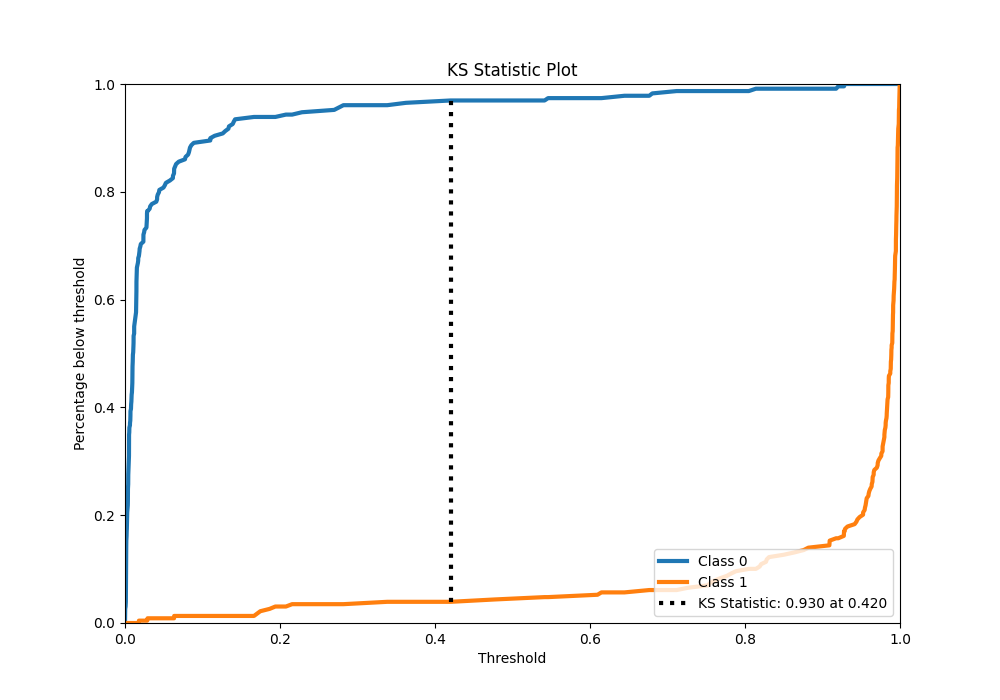 KS Statistic Plot
1.0
0.8
0.6
0.4
0.2
0.0
Percentage below threshold
0.0 0.2 0.4 0.6 0.8 1.0
Threshold
Class 0
Class 1
KS Statistic: 0.930 at 0.420